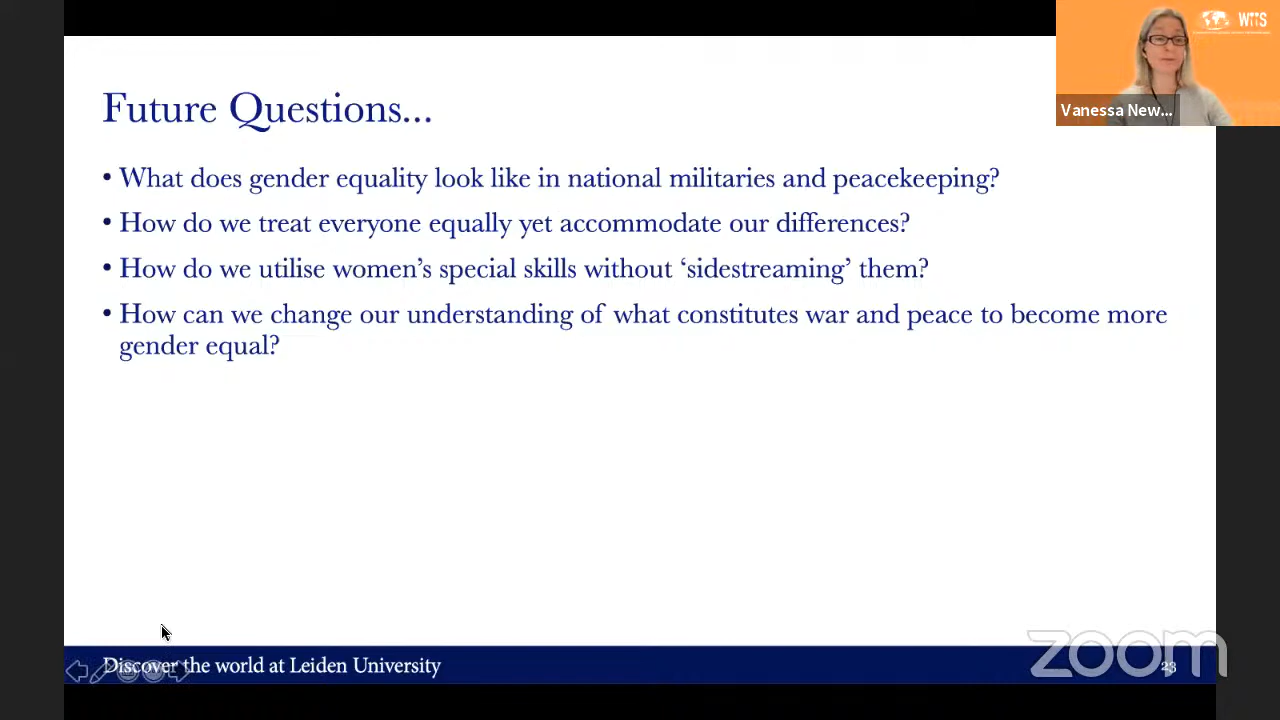 WIIS
Vanessa New...
Future Questions...
• What does gender equality look like in national militaries and peacekeeping?
• How do we treat everyone equally yet accommodate our differences?
• How do we utilise women’s special skills without ‘sidestreaming’ them?
• How can we change our understanding of what constitutes war and peace to become more
gender equal?
Discover the world at Leiden University
zoom
23